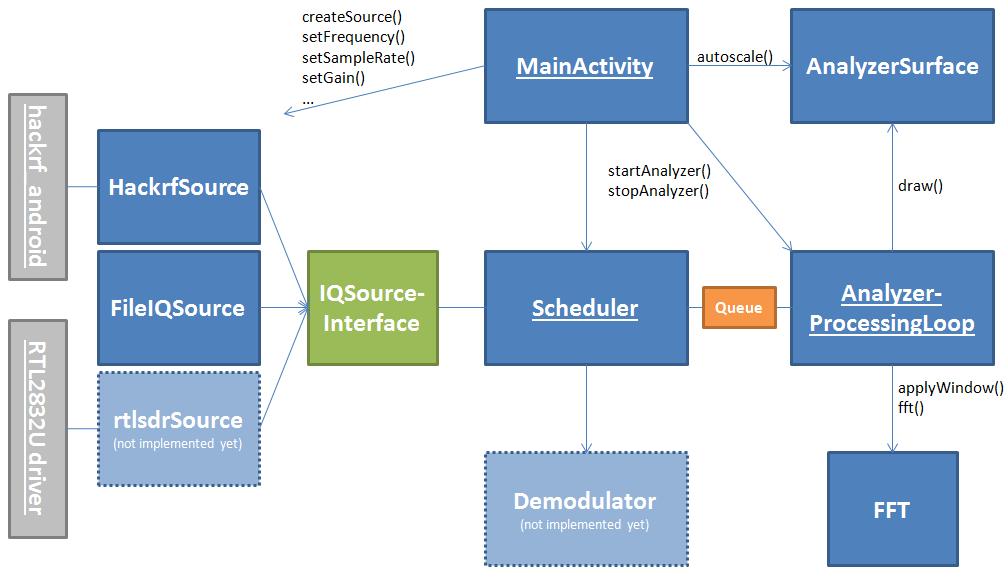 createSource()
setFrequency()
setSampleRate()
setGain()
...
MainActivity
autoscale()
AnalyzerSurface
hackrf_android
HackrfSource
startAnalyzer()
stopAnalyzer()
draw()
FileIQSource
IQSource-
Interface
Scheduler
Queue
Analyzer-
ProcessingLoop
RTL2832U driver
rtlsdrSource
(not implemented yet)
applyWindow()
fft()
Demodulator
(not implemented yet)
FFT